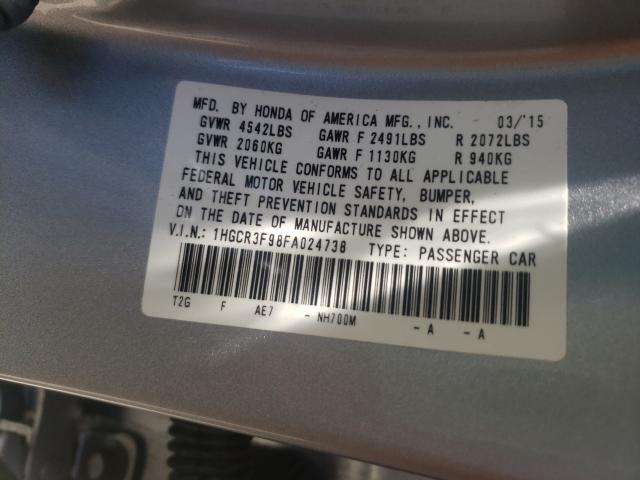 MFD. BY HONDA OF AMERICA MFG., INC. 03/'15
GVWR 4542LBS GAWR F 2491LBS R 2072LBS
GVWR 2060KG GAWR F 1130KG R 940KG
THIS VEHICLE CONFORMS TO ALL APPLICABLE
FEDERAL MOTOR VEHICLE SAFETY, BUMPER,
AND THEFT PREVENTION STANDARDS IN EFFECT
ON THE DATE OF MANUFACTURE SHOWN ABOVE.
V.I.N.: 1HGCR3F98FA024738 TYPE: PASSENGER CAR
T2G F AE7 - NH700M - A - A